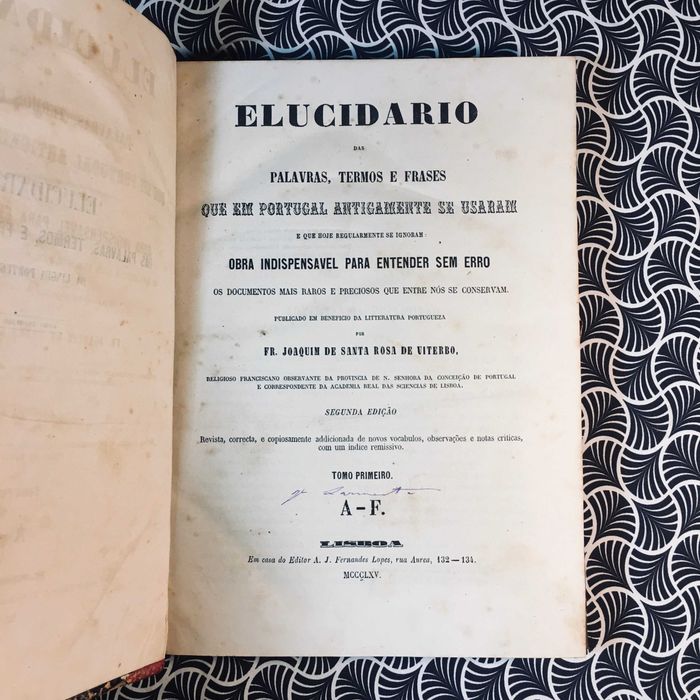 ELUCIDARIO
DAS
PALAVRAS, TERMOS E FRASES
QUE EM PORTUGAL ANTIGAMENTE SE USARAM
E QUE HOJE REGULARMENTE SE IGNORAM:
OBRA INDISPENSAVEL PARA ENTENDER SEM ERRO
OS DOCUMENTOS MAIS RAROS E PRECIOSOS QUE ENTRE NÓS SE CONSERVAM.
PUBLICADO EM BENEFICIO DA LITTERATURA PORTUGUEZA
POR
FR. JOAQUIM DE SANTA ROSA DE VITERBO,
RELIGIOSO FRANCISCANO OBSERVANTE DA PROVINCIA DE N. SENHORA DA CONCEIÇÃO DE PORTUGAL
E CORRESPONDENTE DA ACADEMIA REAL DAS SCIENCIAS DE LISBOA.
SEGUNDA EDIÇÃO
Revista, correcta, e copiosamente addicionada de novos vocabulos, observações e notas criticas,
com um indice remissivo.
TOMO PRIMEIRO.
A-F.
LISBOA
Em casa do Editor A. J. Fernandes Lopes, rua Aurea, 132—134.
MCCCLXV.